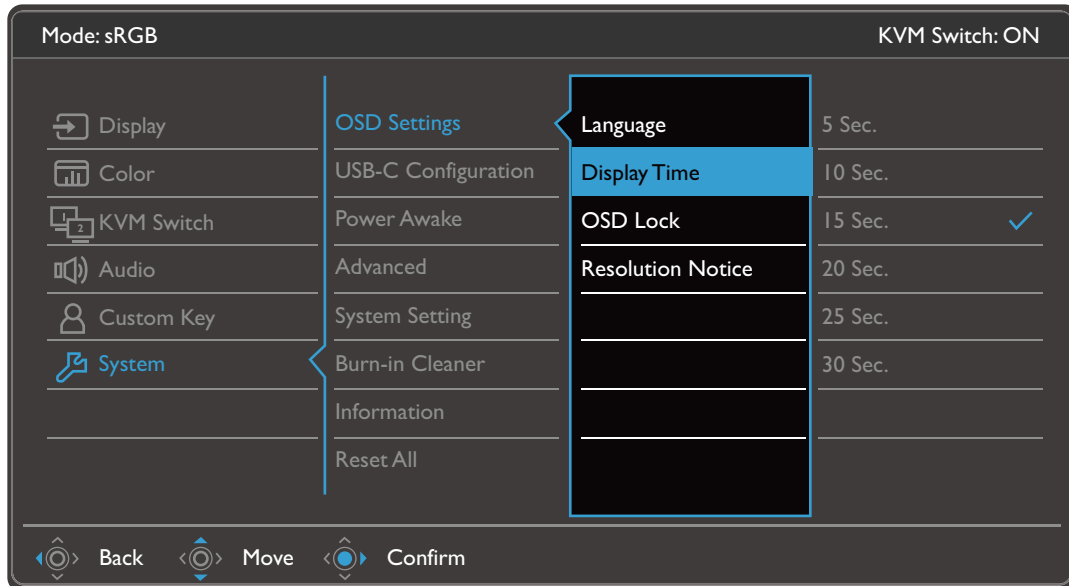 Mode: sRGB
KVM Switch: ON
Display
Color
1 2 KVM Switch
Audio
Custom Key
System
OSD Settings
USB-C Configuration
Power Awake
Advanced
System Setting
Burn-in Cleaner
Information
Reset All
Language
Display Time
OSD Lock
Resolution Notice
5 Sec.
10 Sec.
15 Sec.
20 Sec.
25 Sec.
30 Sec.
Back Move Confirm